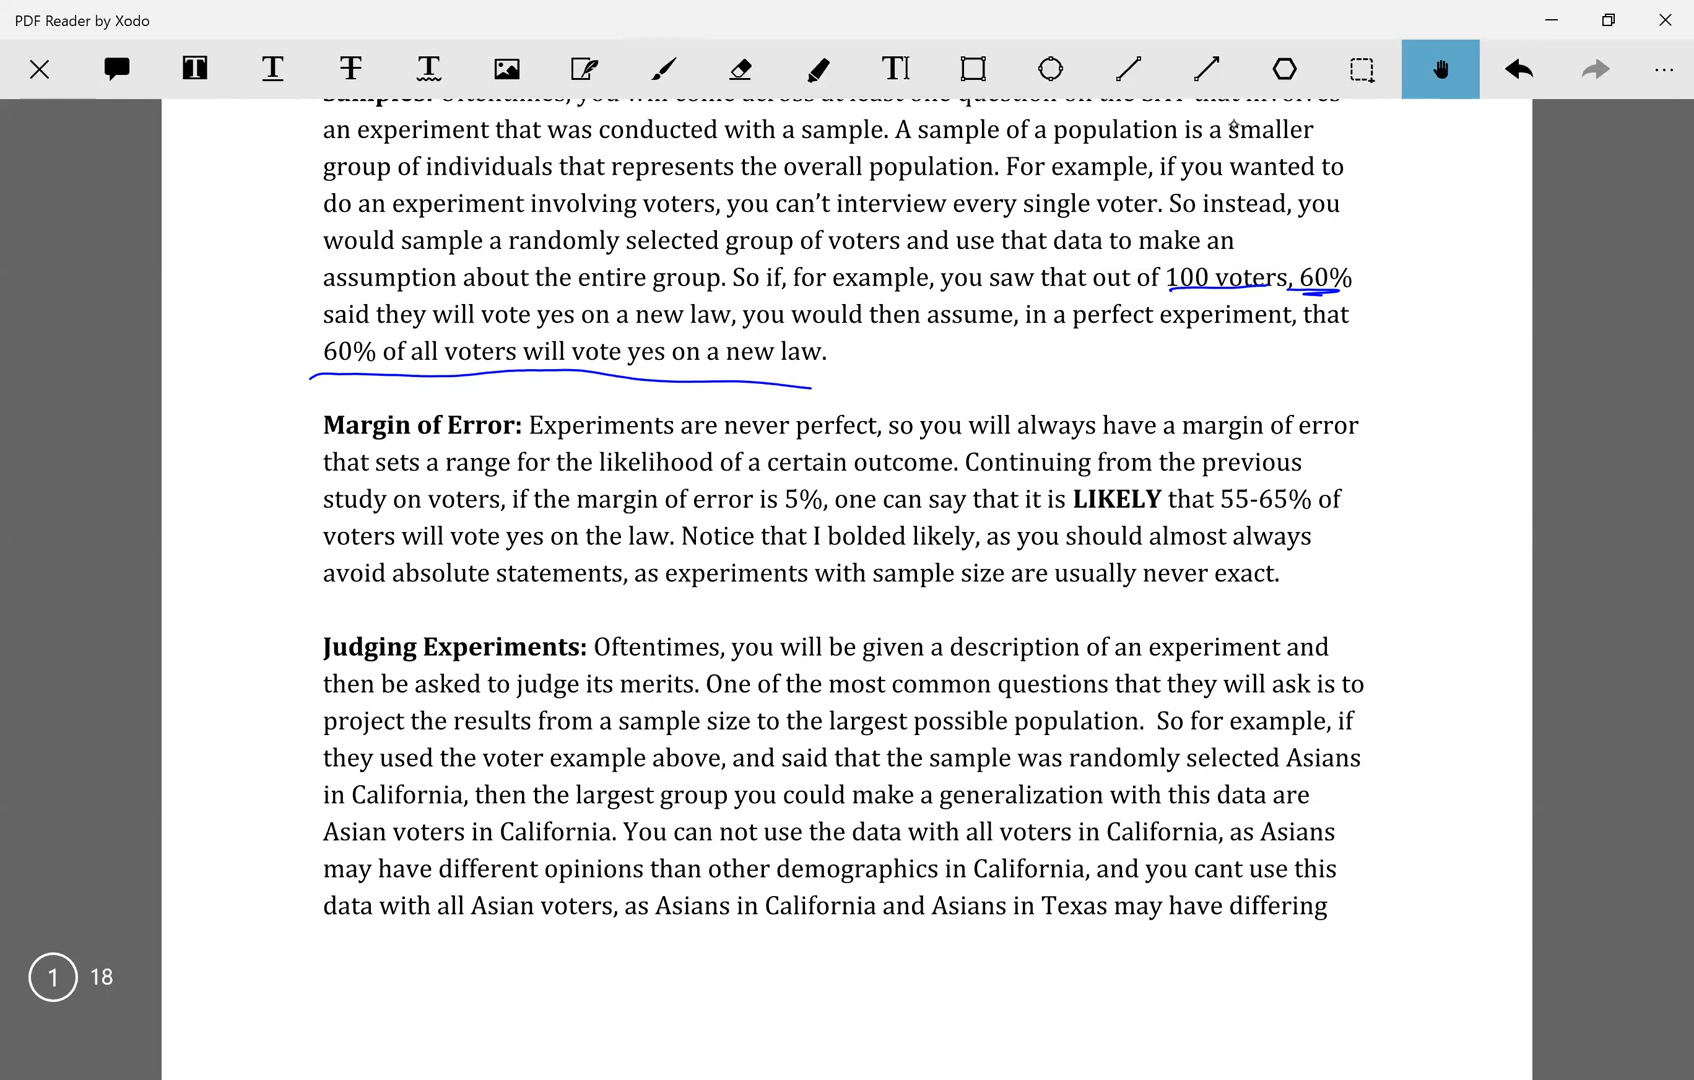 PDF Reader by Xodo
Samples: Oftentimes, you will come across at least one question on the SAT that involves
an experiment that was conducted with a sample. A sample of a population is a smaller
group of individuals that represents the overall population. For example, if you wanted to
do an experiment involving voters, you can’t interview every single voter. So instead, you
would sample a randomly selected group of voters and use that data to make an
assumption about the entire group. So if, for example, you saw that out of 100 voters, 60%
said they will vote yes on a new law, you would then assume, in a perfect experiment, that
60% of all voters will vote yes on a new law.
Margin of Error: Experiments are never perfect, so you will always have a margin of error
that sets a range for the likelihood of a certain outcome. Continuing from the previous
study on voters, if the margin of error is 5%, one can say that it is LIKELY that 55-65% of
voters will vote yes on the law. Notice that I bolded likely, as you should almost always
avoid absolute statements, as experiments with sample size are usually never exact.
Judging Experiments: Oftentimes, you will be given a description of an experiment and
then be asked to judge its merits. One of the most common questions that they will ask is to
project the results from a sample size to the largest possible population.  So for example, if
they used the voter example above, and said that the sample was randomly selected Asians
in California, then the largest group you could make a generalization with this data are
Asian voters in California. You can not use the data with all voters in California, as Asians
may have different opinions than other demographics in California, and you cant use this
data with all Asian voters, as Asians in California and Asians in Texas may have differing
1 18